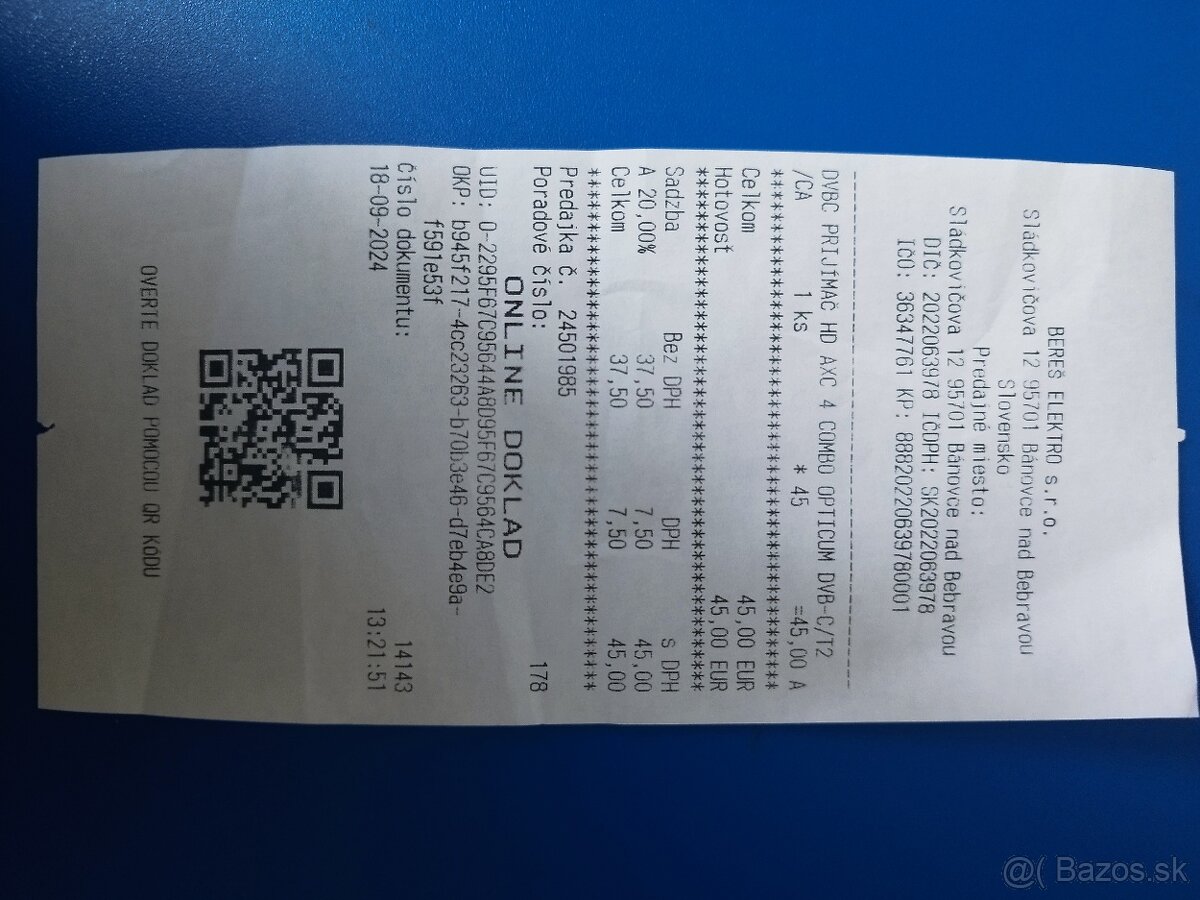 BEREŠ ELEKTRO s.r.o.
Sládkovičova 12 95701 Bánovce nad Bebravou
Slovensko
Predajné miesto:
Sládkovičova 12 95701 Bánovce nad Bebravou
DIČ: 2022063978 IČDPH: SK2022063978
IČO: 36347761 KP: 88820220639780001
DVBC PRIJÍMAČ HD AXC 4 COMBO OPTICUM DVB-C/T2
/CA 1 ks * 45 =45,00 A
Celkom 45,00 EUR
Hotovosť 45,00 EUR
Sadzba Bez DPH DPH s DPH
A 20,00% 37,50 7,50 45,00
Celkom 37,50 7,50 45,00
Predajka č. 24501985
Poradové číslo: 178
ONLINE DOKLAD
UID: O-2295F67C95644A8D95F67C9564CA8DE2
OKP: b945f217-4cc23263-b70b3e46-d7eb4e9a-
f591e53f
Číslo dokumentu: 14143
18-09-2024 13:21:51
OVERTE DOKLAD POMOCOU QR KÓDU
@( Bazos.sk